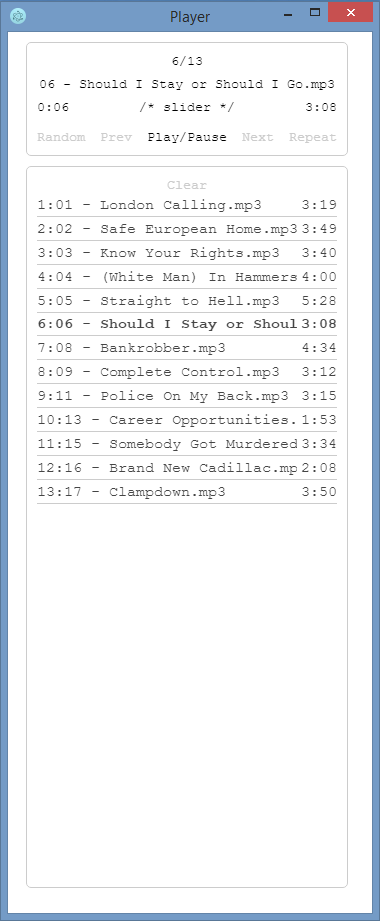 Player
6/13
06 - Should I Stay or Should I Go.mp3
0:06 /* slider */ 3:08
Random Prev Play/Pause Next Repeat
Clear
1:01 - London Calling.mp3 3:19
2:02 - Safe European Home.mp3 3:49
3:03 - Know Your Rights.mp3 3:40
4:04 - (White Man) In Hammers 4:00
5:05 - Straight to Hell.mp3 5:28
6:06 - Should I Stay or Shoul 3:08
7:08 - Bankrobber.mp3 4:34
8:09 - Complete Control.mp3 3:12
9:11 - Police On My Back.mp3 3:15
10:13 - Career Opportunities. 1:53
11:15 - Somebody Got Murdered 3:34
12:16 - Brand New Cadillac.mp 2:08
13:17 - Clampdown.mp3 3:50